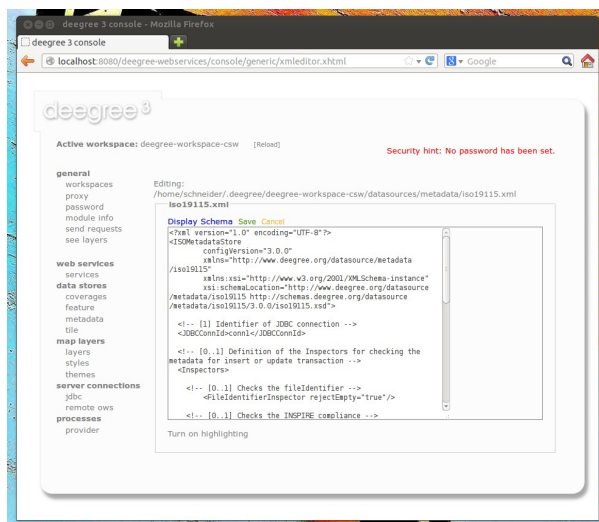 deegree 3 console - Mozilla Firefox
deegree 3 console
localhost:8080/deegree-webservices/console/generic/xmleditor.xhtml
Google
deegree 3
Active workspace: deegree-workspace-csw [Reload]
Security hint: No password has been set.
general
workspaces
proxy
password
module info
send requests
see layers
web services
services
data stores
coverages
feature
metadata
tile
map layers
layers
styles
themes
server connections
jdbc
remote ows
processes
provider
Editing:
/home/schneider/.deegree/deegree-workspace-csw/datasources/metadata/iso19115.xml
iso19115.xml
Display Schema Save Cancel
<?xml version="1.0" encoding="UTF-8"?>
<ISOMetadataStore
configVersion="3.0.0"
xmlns="http://www.deegree.org/datasource/metadata
/iso19115"
xmlns:xsi="http://www.w3.org/2001/XMLSchema-instance"
xsi:schemaLocation="http://www.deegree.org/datasource
/metadata/iso19115 http://schemas.deegree.org/datasource
/metadata/iso19115/3.0.0/iso19115.xsd">
<!-- [1] Identifier of JDBC connection -->
<JDBCConnId>conn1</JDBCConnId>
<!-- [0..1] Definition of the Inspectors for checking the
metadata for insert or update transaction -->
<Inspectors>
<!-- [0..1] Checks the fileIdentifier -->
<FileIdentifierInspector rejectEmpty="true"/>
<!-- [0..1] Checks the INSPIRE compliance -->
Turn on highlighting